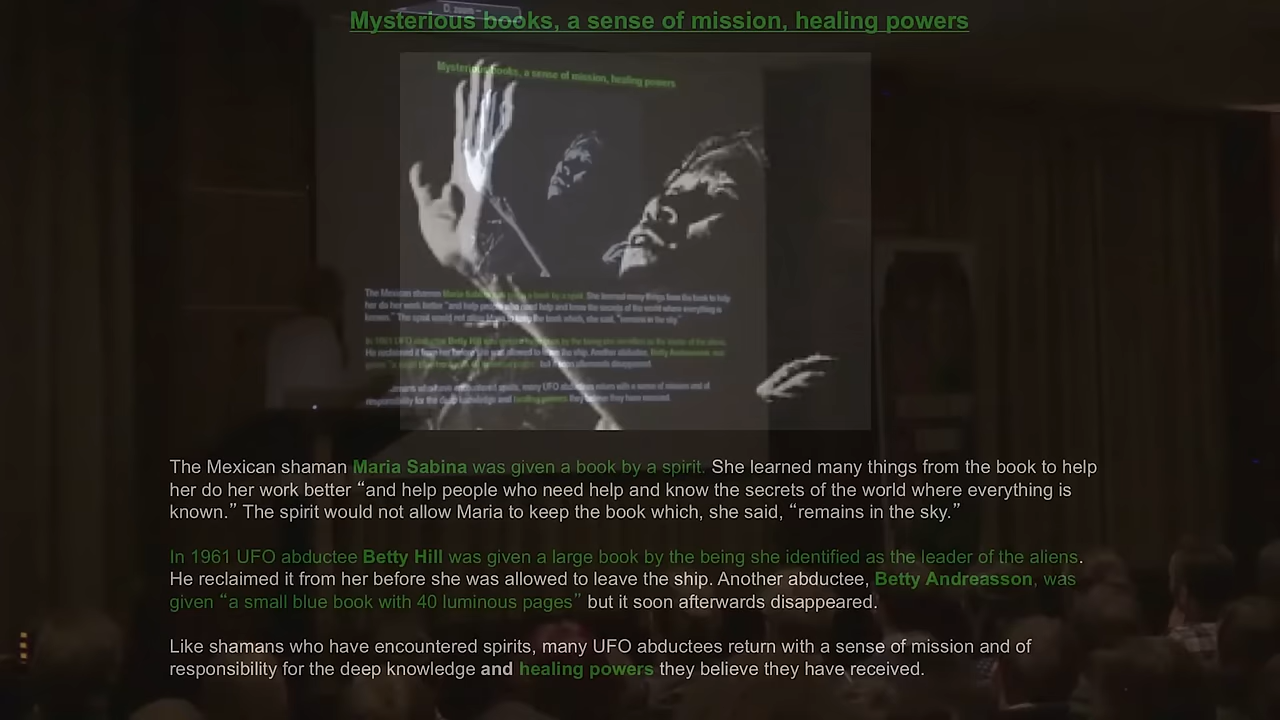 D. zoom –
Mysterious books, a sense of mission, healing powers
Mysterious books, a sense of mission, healing powers
The Mexican shaman Maria Sabina was given a book by a spirit. She learned many things from the book to help
her do her work better “and help people who need help and know the secrets of the world where everything is
known.” The spirit would not allow Maria to keep the book which, she said, “remains in the sky.”
In 1961 UFO abductee Betty Hill was given a large book by the being she identified as the leader of the aliens.
He reclaimed it from her before she was allowed to leave the ship. Another abductee, Betty Andreasson, was
given “a small blue book with 40 luminous pages” but it soon afterwards disappeared.
Like shamans who have encountered spirits, many UFO abductees return with a sense of mission and of
responsibility for the deep knowledge and healing powers they believe they have received.